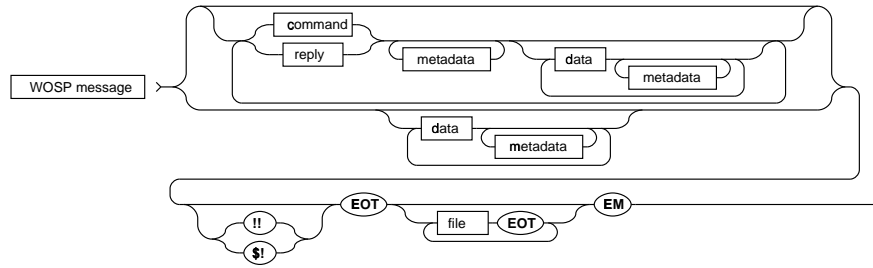 command
reply
metadata
data
metadata
WOSP message
data
metadata
!!
$!
EOT
file
EOT
EM